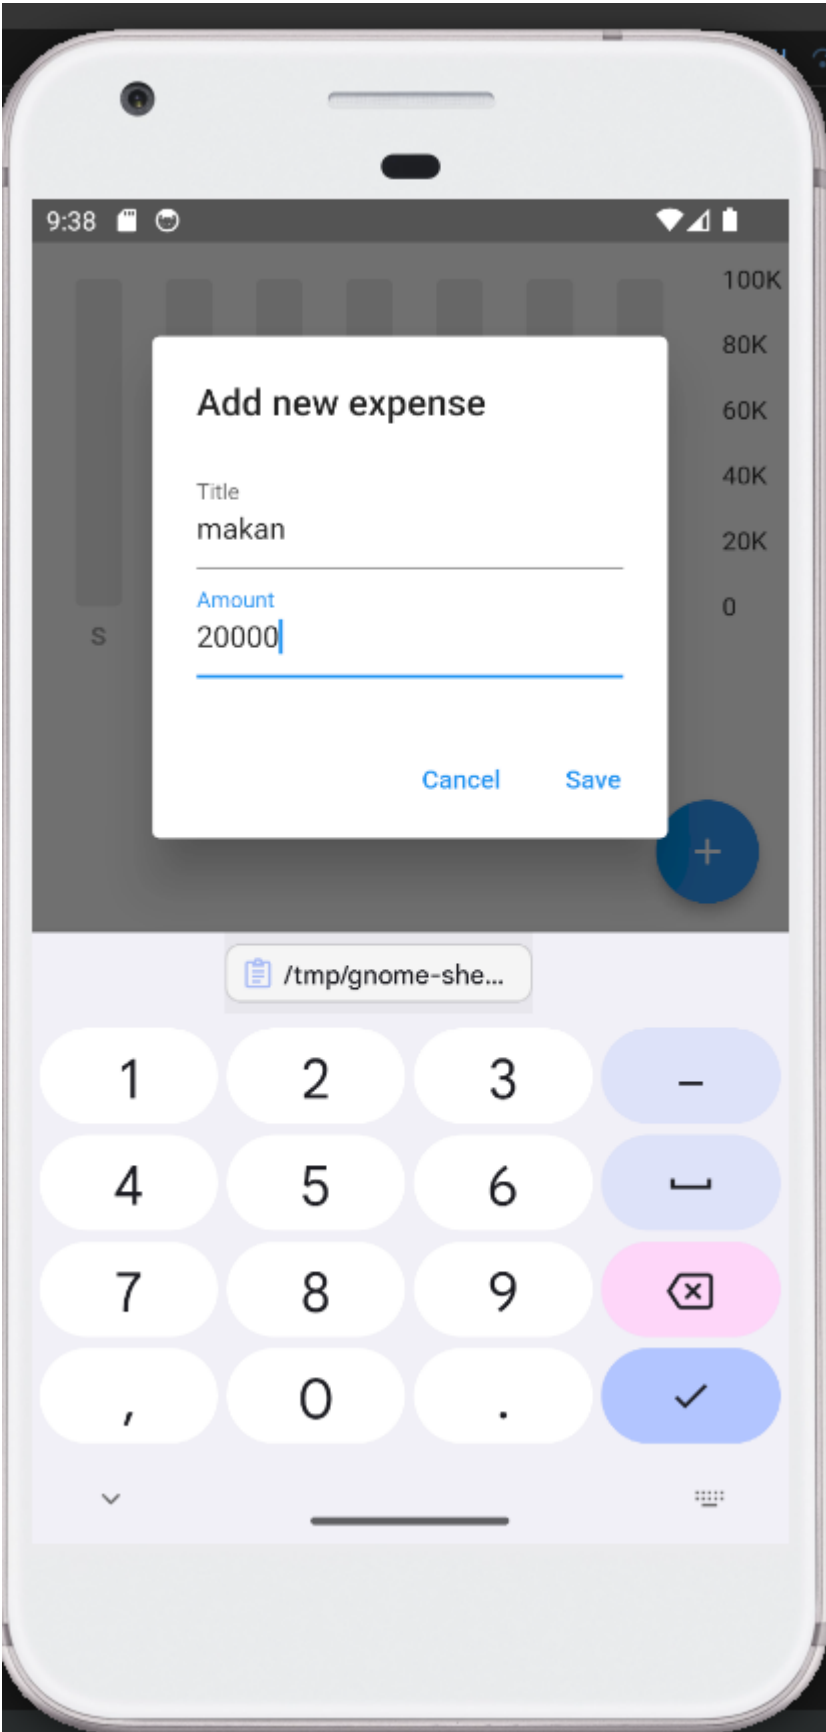 9:38
100K
80K
60K
40K
20K
0
S
Add new expense
Title
makan
Amount
20000
Cancel Save
+
/tmp/gnome-she...
1 2 3 -
4 5 6
7 8 9
, 0 .